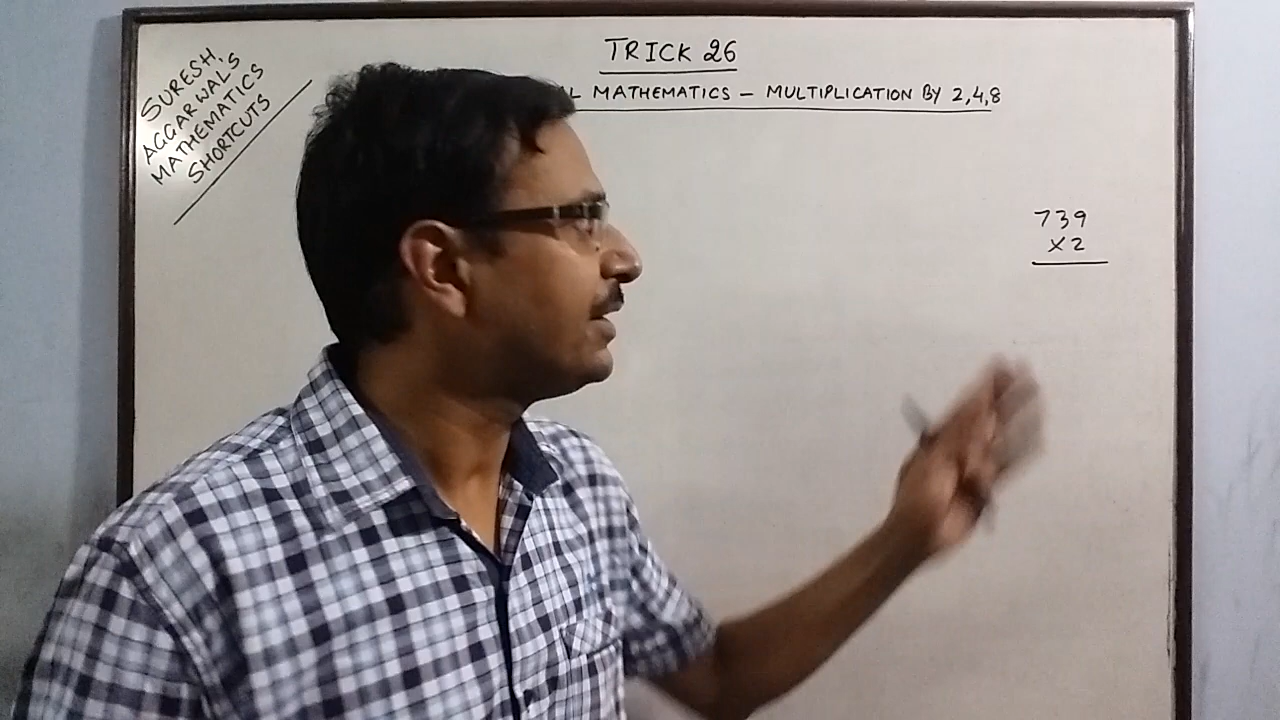 SURESH
AGGARWAL'S
MATHEMATICS
SHORTCUTS
TRICK 26
MATHEMATICS - MULTIPLICATION BY 2,4,8
739
X2